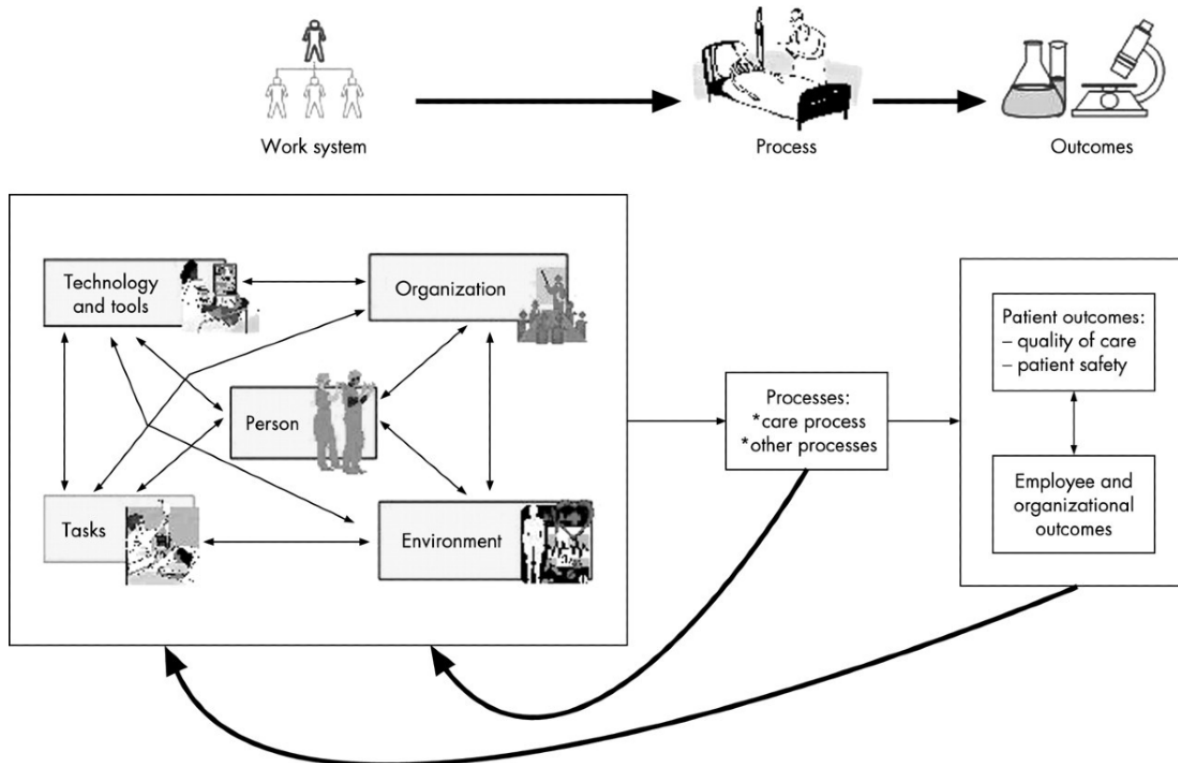 Work system
Process
Outcomes
Technology
and tools
Organization
Person
Tasks
Environment
Processes:
*care process
*other processes
Patient outcomes:
– quality of care
– patient safety
Employee and
organizational
outcomes